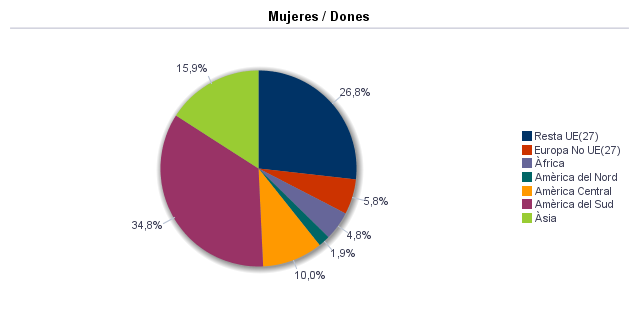 Mujeres / Dones
15,9%
26,8%
5,8%
4,8%
1,9%
10,0%
34,8%
Resta UE(27)
Europa No UE(27)
Àfrica
Amèrica del Nord
Amèrica Central
Amèrica del Sud
Àsia